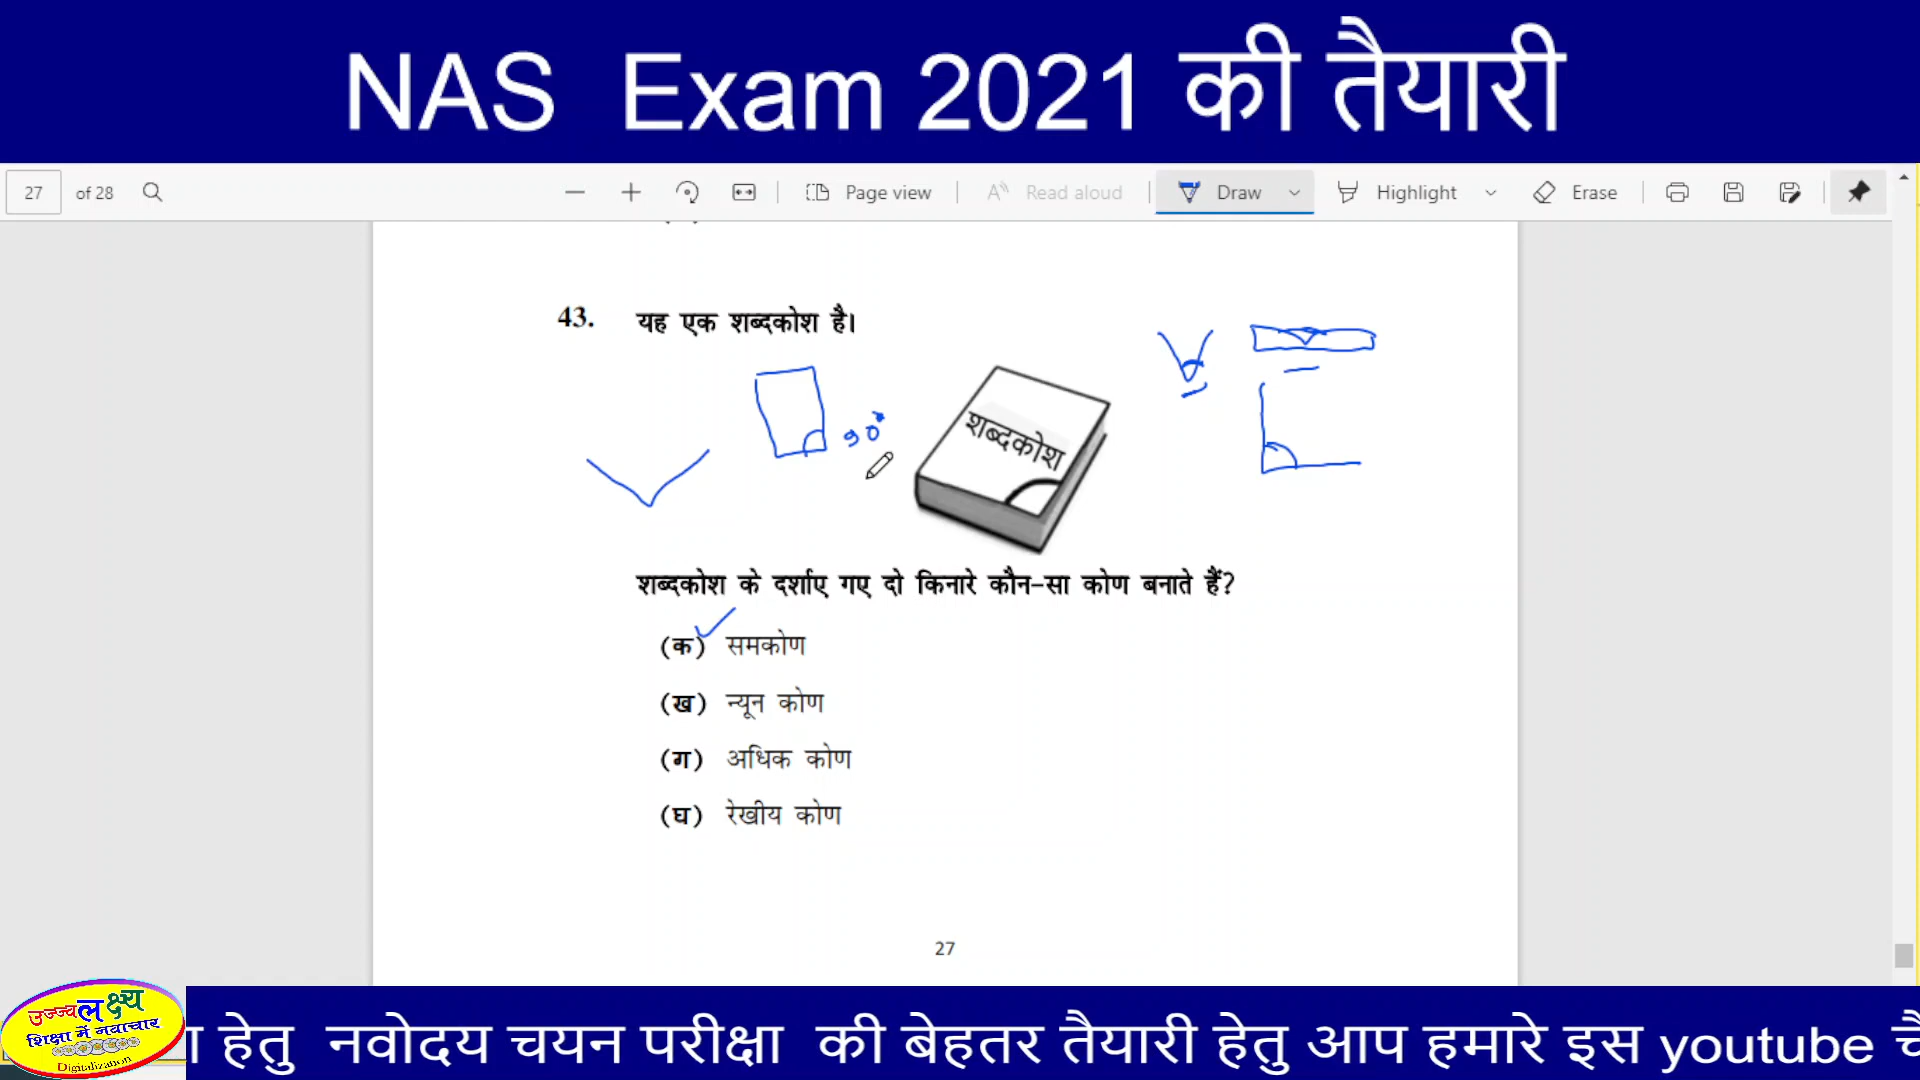 NAS Exam 2021 की तैयारी
27 of 28 Page view Read aloud Draw Highlight Erase
43. यह एक शब्दकोश है।
90°
शब्दकोश
शब्दकोश के दर्शाए गए दो किनारे कौन-सा कोण बनाते हैं?
(क) समकोण
(ख) न्यून कोण
(ग) अधिक कोण
(घ) रेखीय कोण
27
उज्ज्वल लक्ष्य
शिक्षा में नवाचार
Digitalization
हेतु नवोदय चयन परीक्षा की बेहतर तैयारी हेतु आप हमारे इस youtube